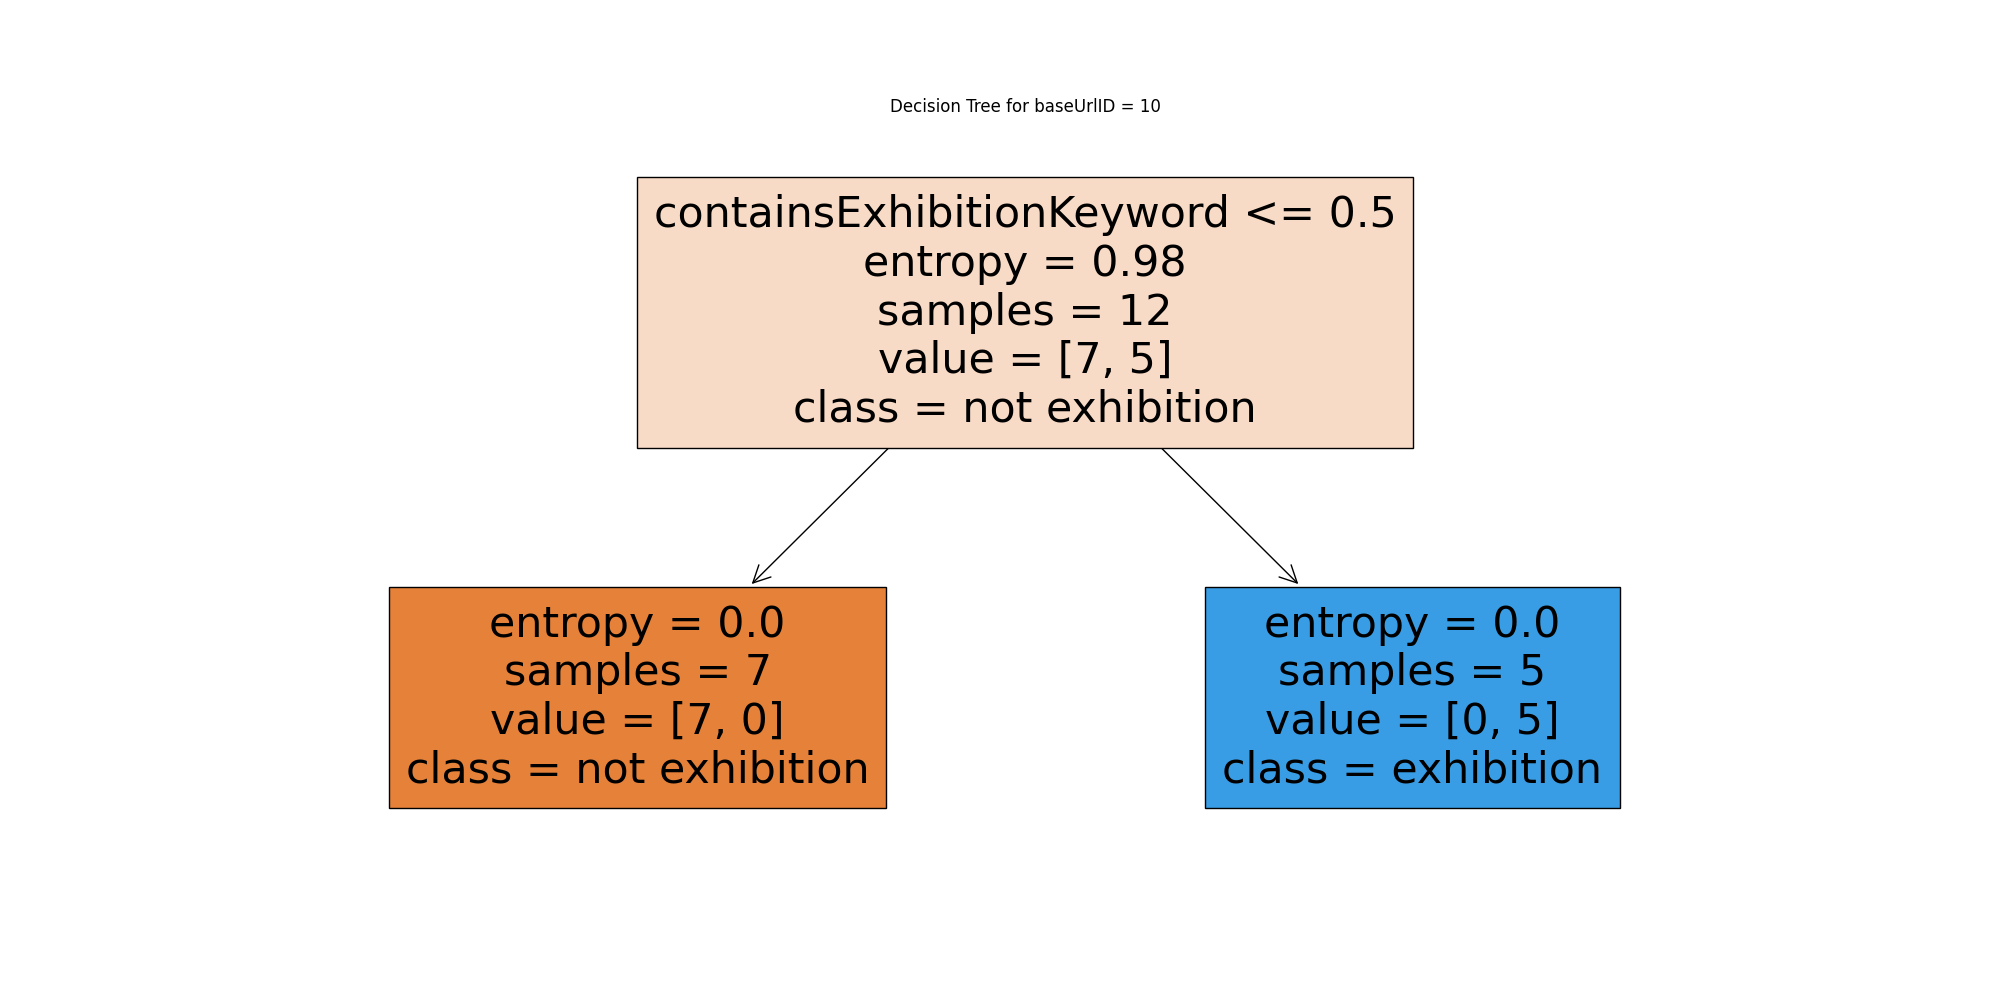 Decision Tree for baseUrlID = 10
containsExhibitionKeyword <= 0.5
entropy = 0.98
samples = 12
value = [7, 5]
class = not exhibition
entropy = 0.0
samples = 7
value = [7, 0]
class = not exhibition
entropy = 0.0
samples = 5
value = [0, 5]
class = exhibition